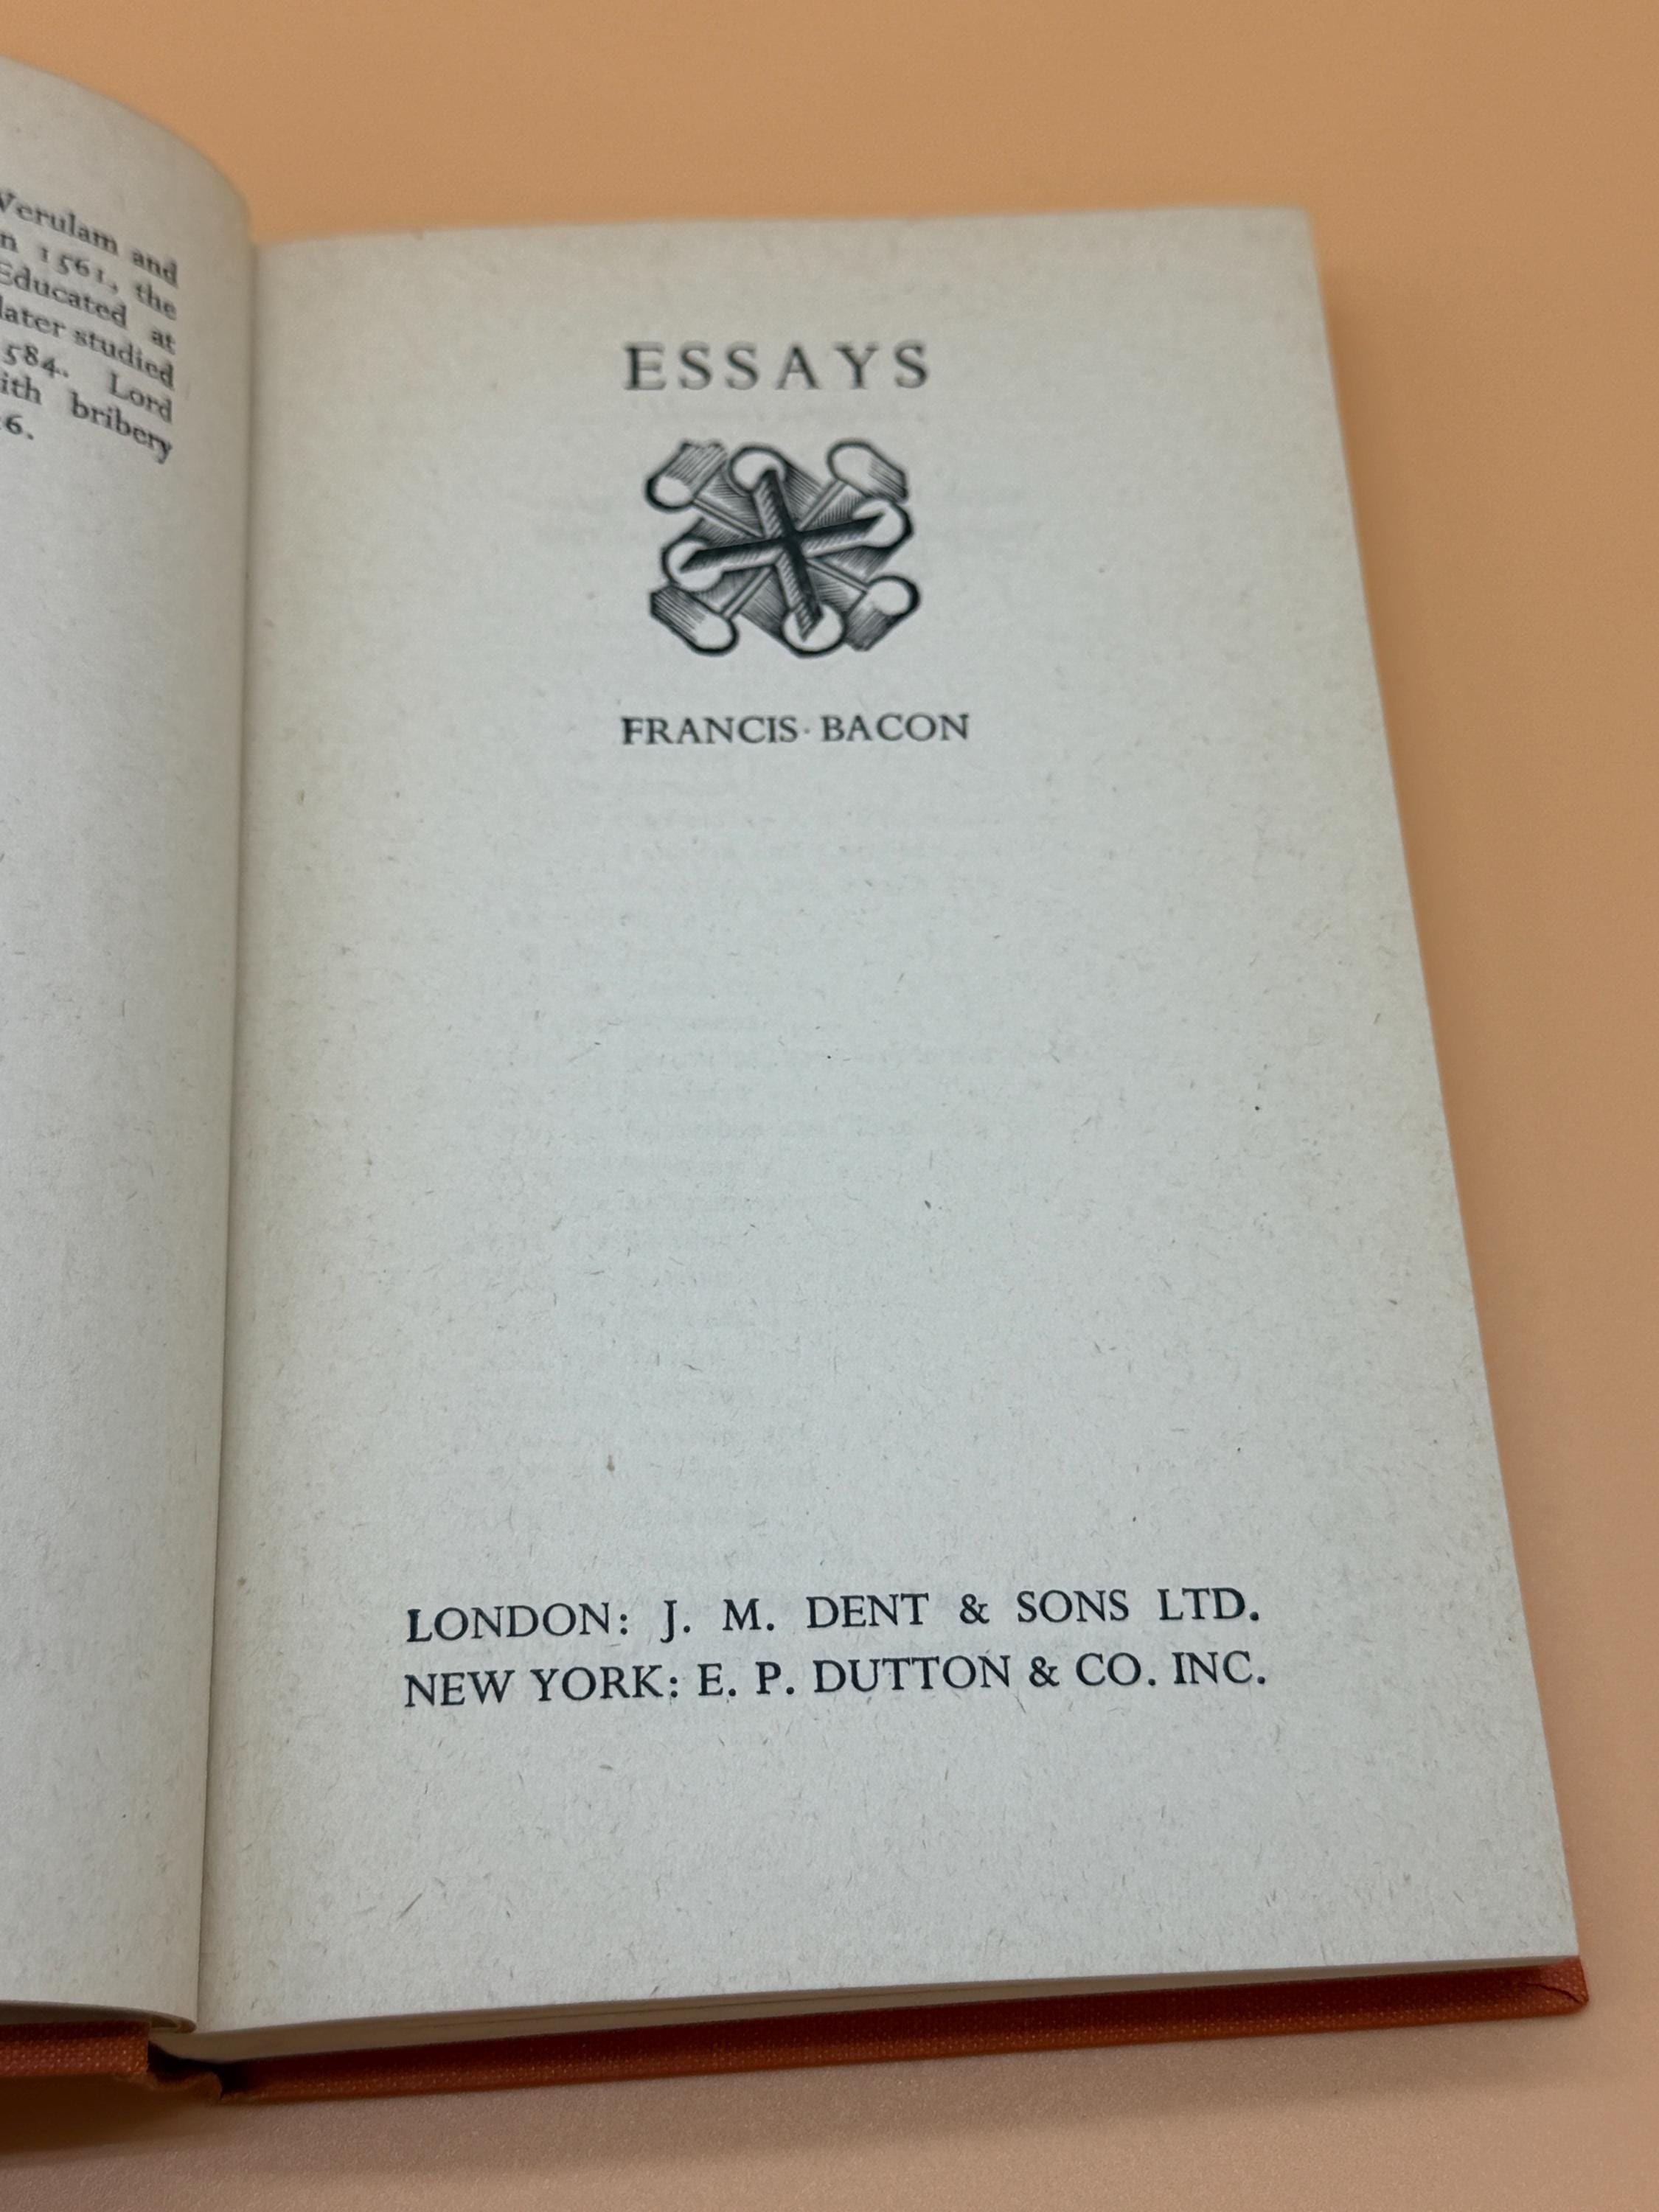 Verulam and
n 1561, the
Educated at
later studied
584. Lord
ith bribery
6.
ESSAYS
FRANCIS · BACON
LONDON: J. M. DENT & SONS LTD.
NEW YORK: E. P. DUTTON & CO. INC.